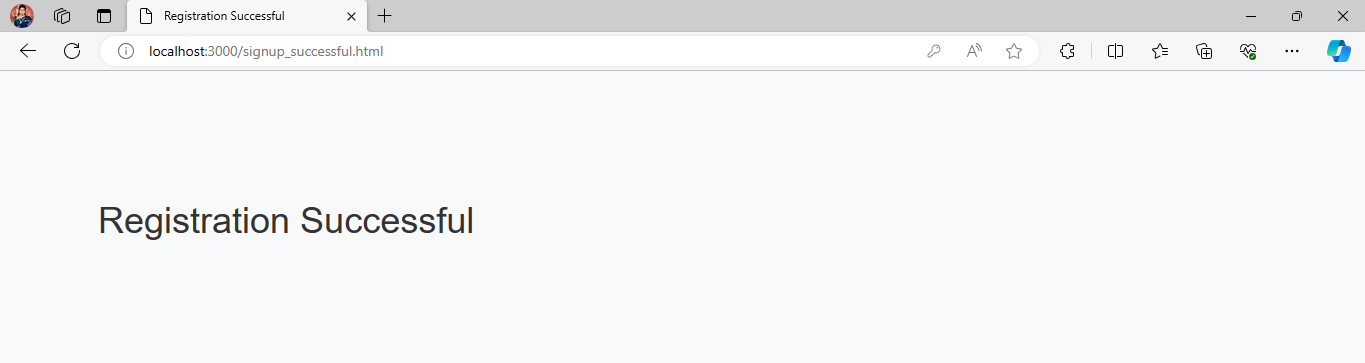 Registration Successful
localhost:3000/signup_successful.html
Registration Successful